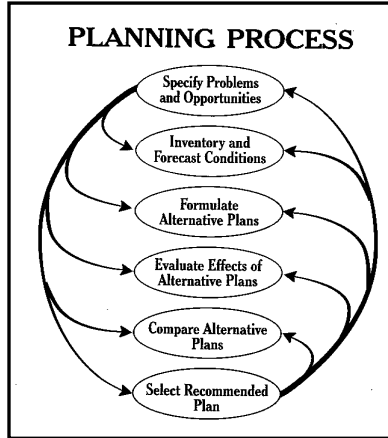 PLANNING PROCESS
Specify Problems
and Opportunities
Inventory and
Forecast Conditions
Formulate
Alternative Plans
Evaluate Effects of
Alternative Plans
Compare Alternative
Plans
Select Recommended
Plan